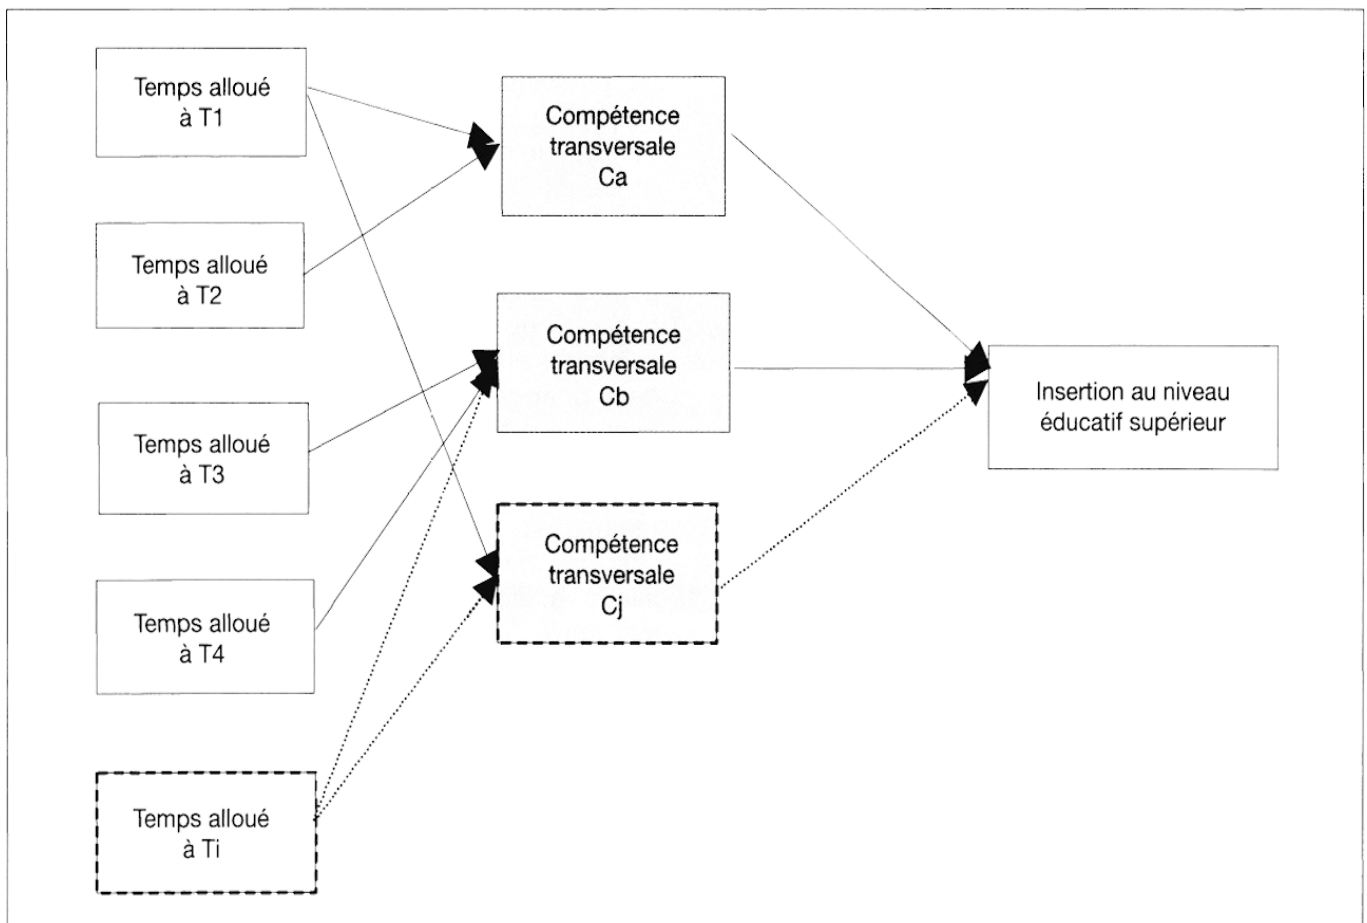 Temps alloué
à T1
Temps alloué
à T2
Temps alloué
à T3
Temps alloué
à T4
Temps alloué
à Ti
Compétence
transversale
Ca
Compétence
transversale
Cb
Compétence
transversale
Cj
Insertion au niveau
éducatif supérieur